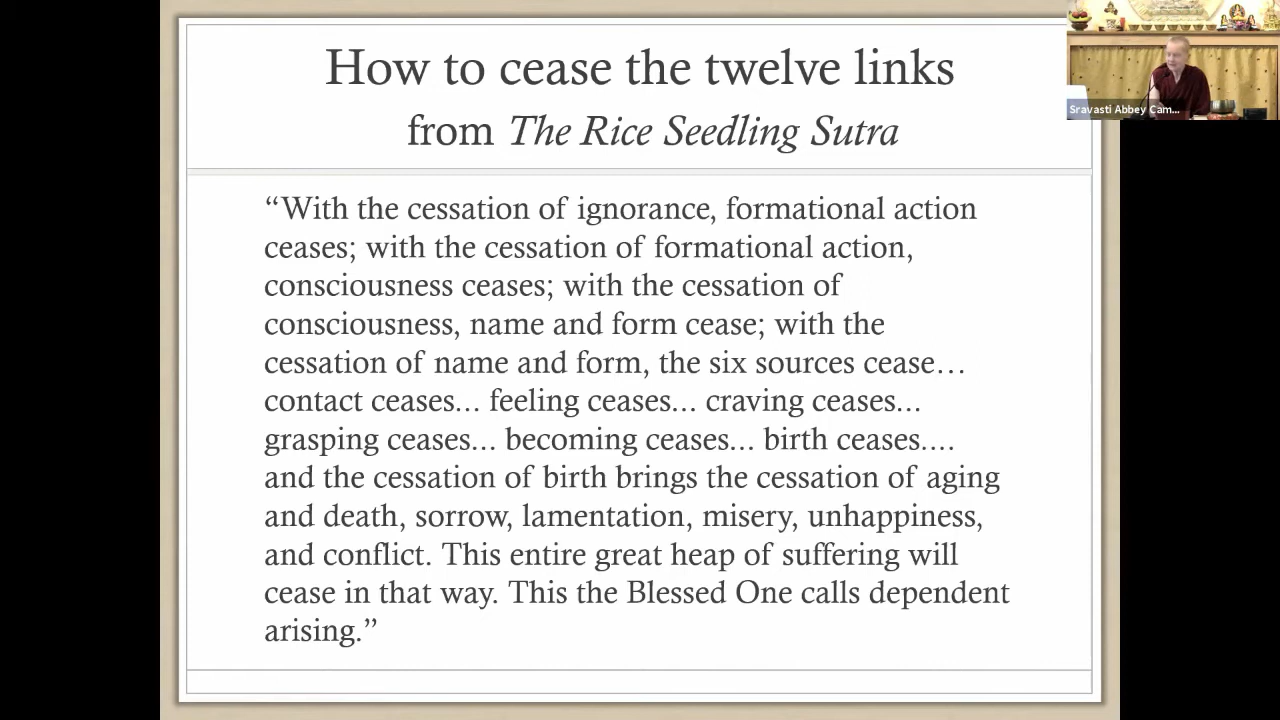 How to cease the twelve links
from The Rice Seedling Sutra
Sravasti Abbey Cam...
“With the cessation of ignorance, formational action
ceases; with the cessation of formational action,
consciousness ceases; with the cessation of
consciousness, name and form cease; with the
cessation of name and form, the six sources cease…
contact ceases... feeling ceases... craving ceases...
grasping ceases... becoming ceases... birth ceases....
and the cessation of birth brings the cessation of aging
and death, sorrow, lamentation, misery, unhappiness,
and conflict. This entire great heap of suffering will
cease in that way. This the Blessed One calls dependent
arising.”